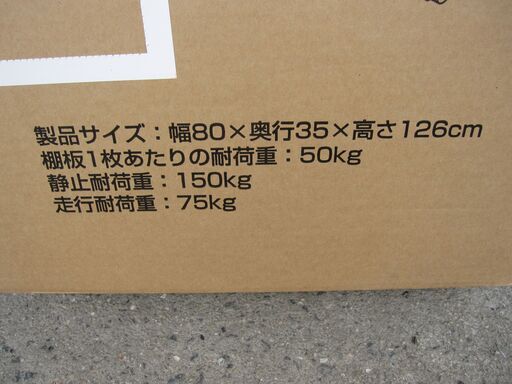 製品サイズ：幅80×奥行35×高さ126cm
棚板1枚あたりの耐荷重：50kg
静止耐荷重：150kg
走行耐荷重：75kg